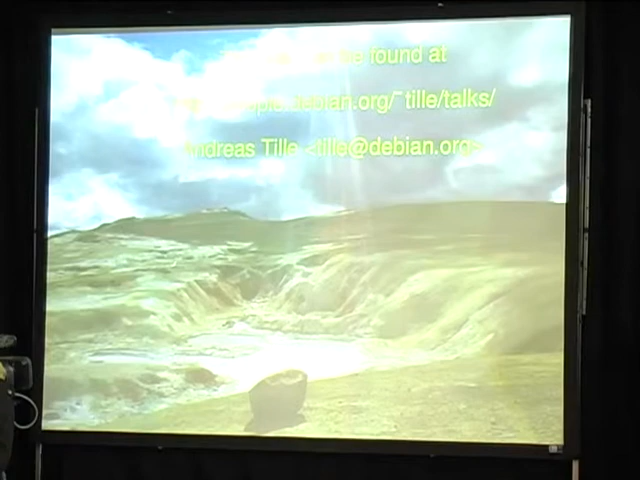 be found at
people.debian.org/~tille/talks/
Andreas Tille <tille@debian.org>